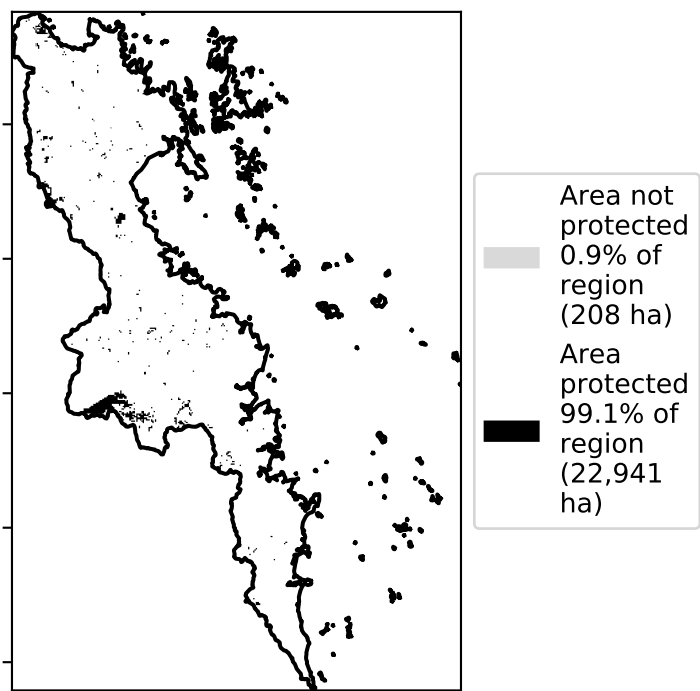 Area not
protected
0.9% of
region
(208 ha)
Area
protected
99.1% of
region
(22,941
ha)